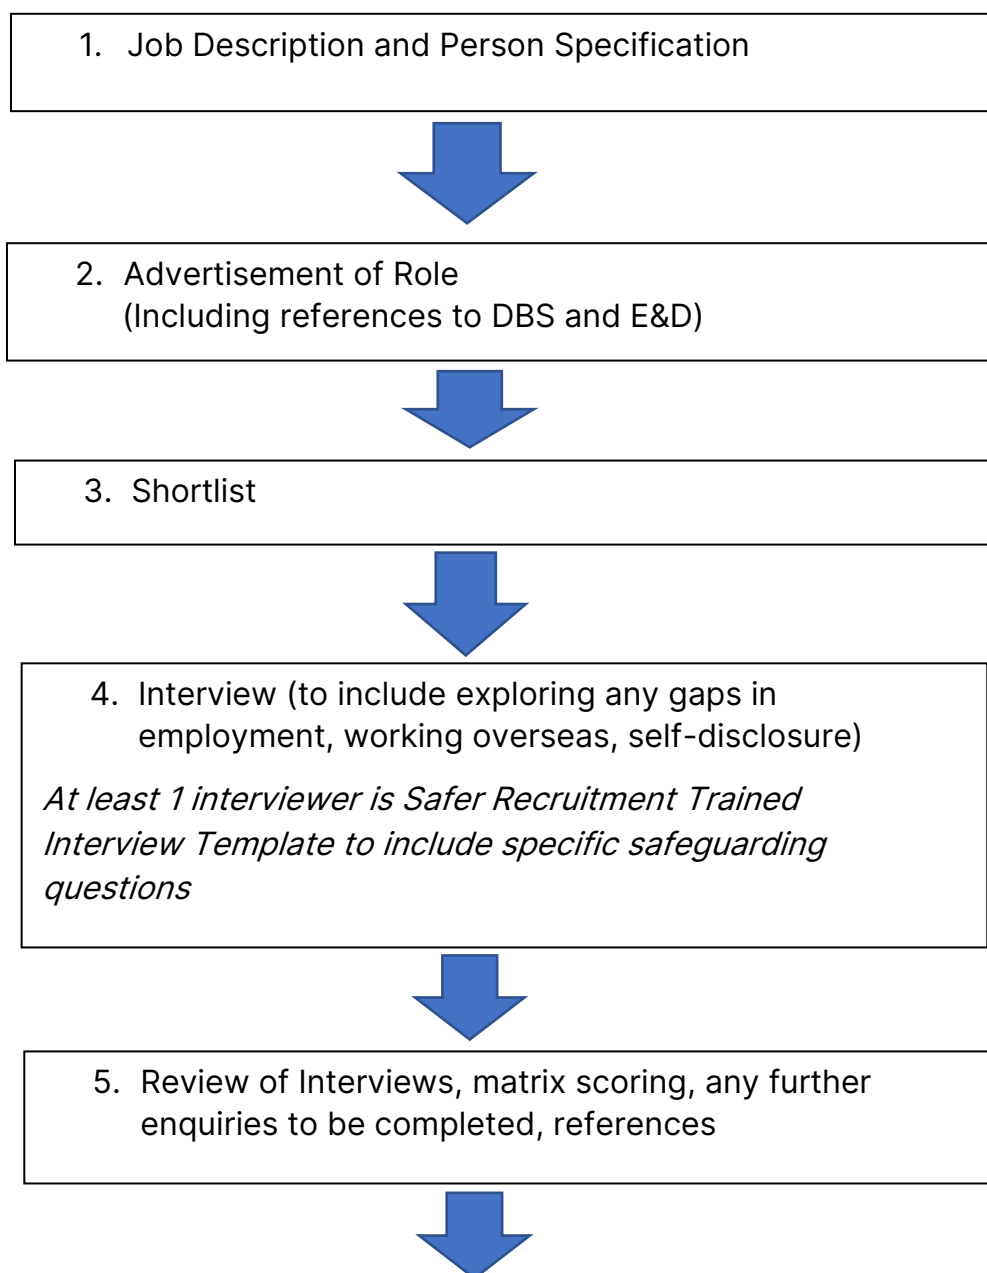 1. Job Description and Person Specification
2. Advertisement of Role
(Including references to DBS and E&D)
3. Shortlist
4. Interview (to include exploring any gaps in
employment, working overseas, self-disclosure)
At least 1 interviewer is Safer Recruitment Trained
Interview Template to include specific safeguarding
questions
5. Review of Interviews, matrix scoring, any further
enquiries to be completed, references